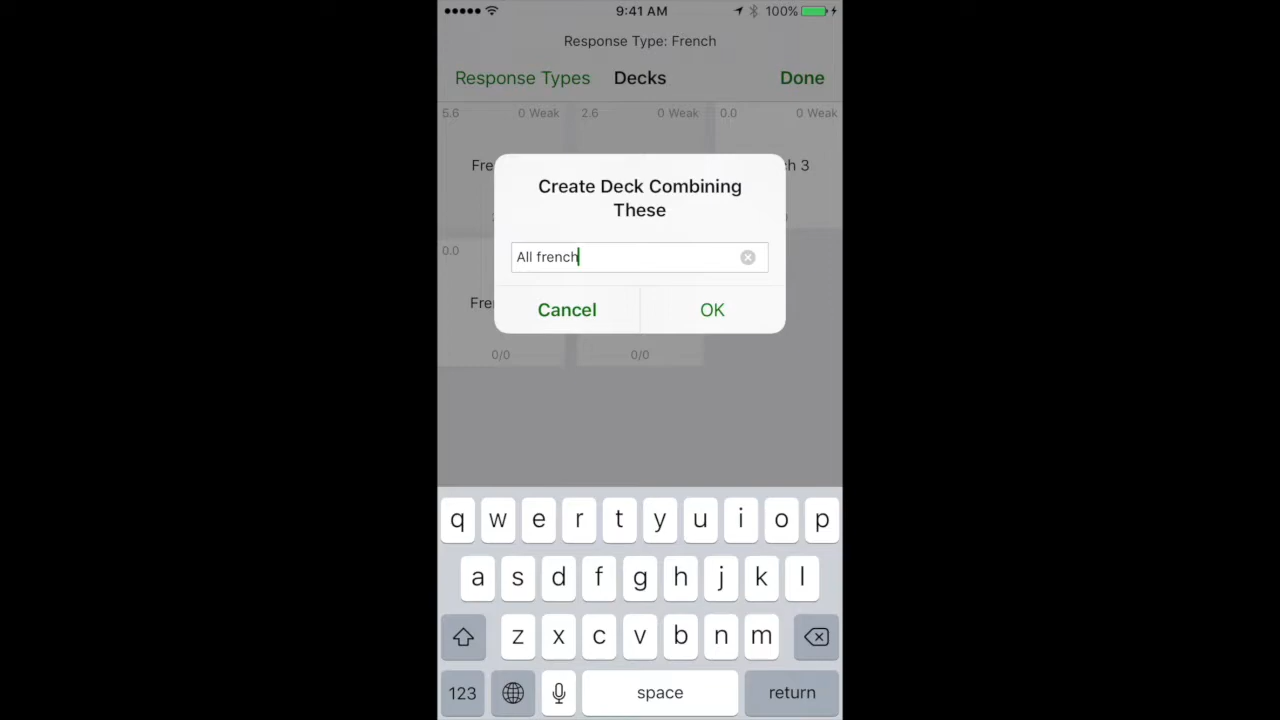 9:41 AM
100%
Response Type: French
Response Types
Decks
Done
5.6
0 Weak
2.6
0 Weak
0.0
0 Weak
Create Deck Combining
These
All french
Cancel
OK
0.0
0/0
0/0
q w e r t y u i o p
a s d f g h j k l
z x c v b n m
123
space
return